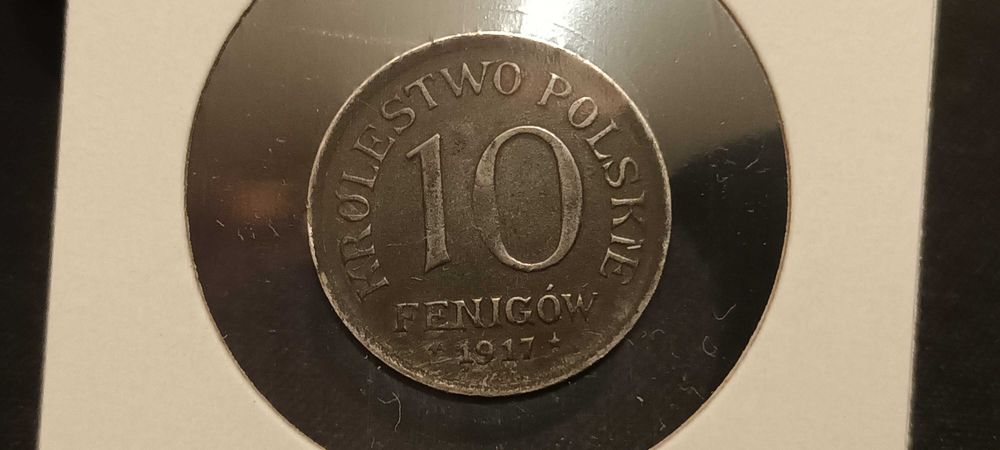 KRÓLESTWO POLSKIE
10
FENIGÓW
1917